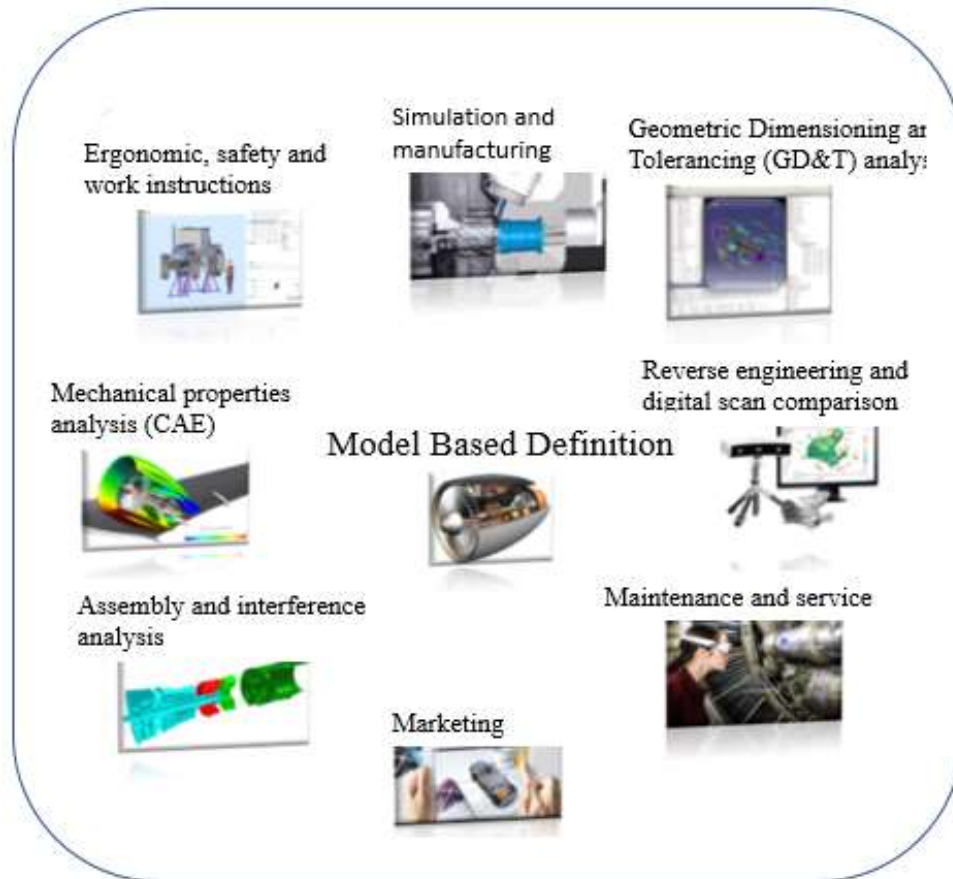 Simulation and
manufacturing
Geometric Dimensioning an
Tolerancing (GD&T) analys
Ergonomic, safety and
work instructions
Mechanical properties
analysis (CAE)
Reverse engineering and
digital scan comparison
Model Based Definition
Assembly and interference
analysis
Maintenance and service
Marketing